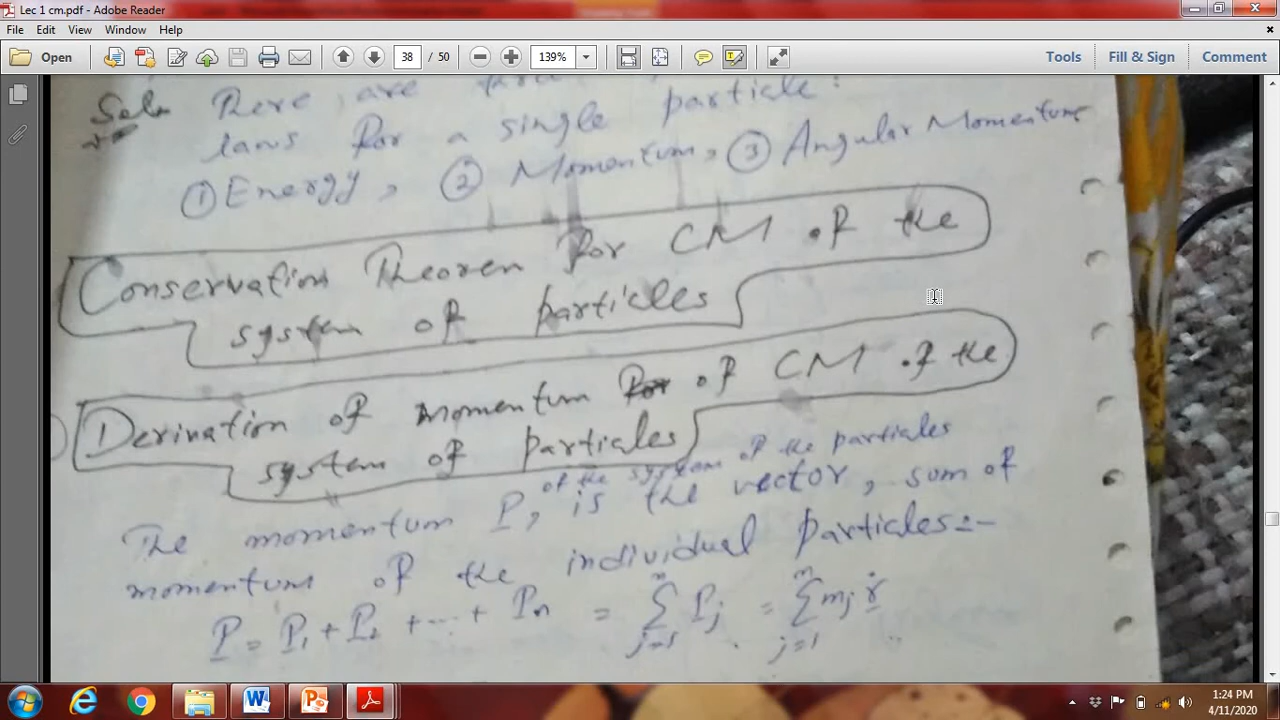 Lec 1 cm.pdf - Adobe Reader
File Edit View Window Help
Open 38 / 50 139% Tools Fill & Sign Comment
Soln There are
laws for a single particle:
① Energy, ② Momentum, ③ Angular Momentum
Conservation Theorem for CM of the
system of particles
Derivation of momentum of CM of the
system of particles
of the system of the particles
The momentum P, is the vector, sum of
momentum of the individual particles:-
P = P₁ + P₂ + ... + Pn = Σ Pj = Σ mj ṙ
n j=1 n j=1
1:24 PM
4/11/2020